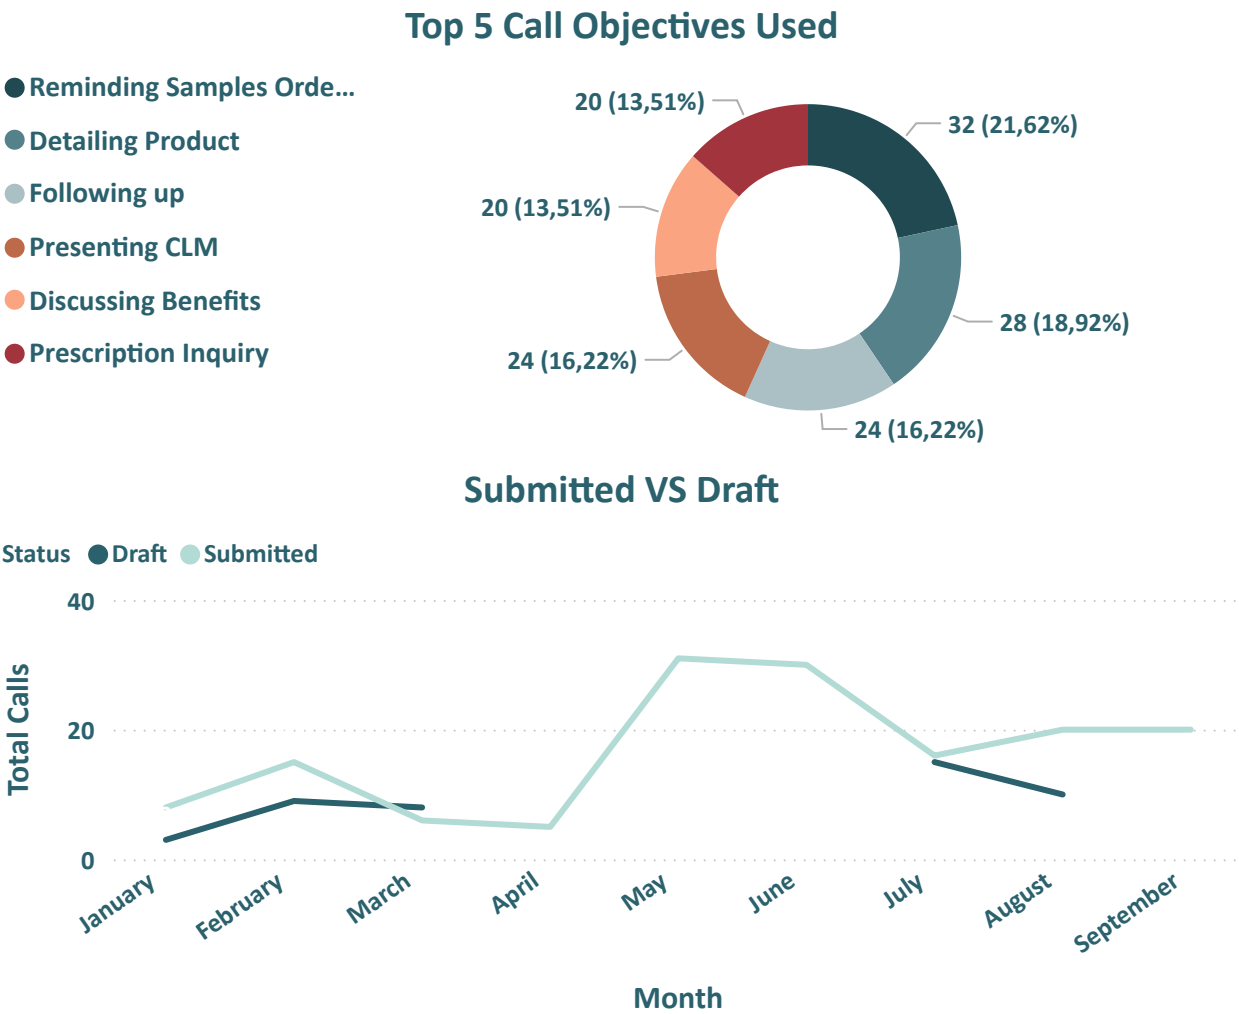 Top 5 Call Objectives Used
Reminding Samples Orde...
Detailing Product
Following up
Presenting CLM
Discussing Benefits
Prescription Inquiry
20 (13,51%)
32 (21,62%)
20 (13,51%)
28 (18,92%)
24 (16,22%)
24 (16,22%)
Submitted VS Draft
Status Draft Submitted
Total Calls
40
20
0
January
February
March
April
May
June
July
August
September
Month